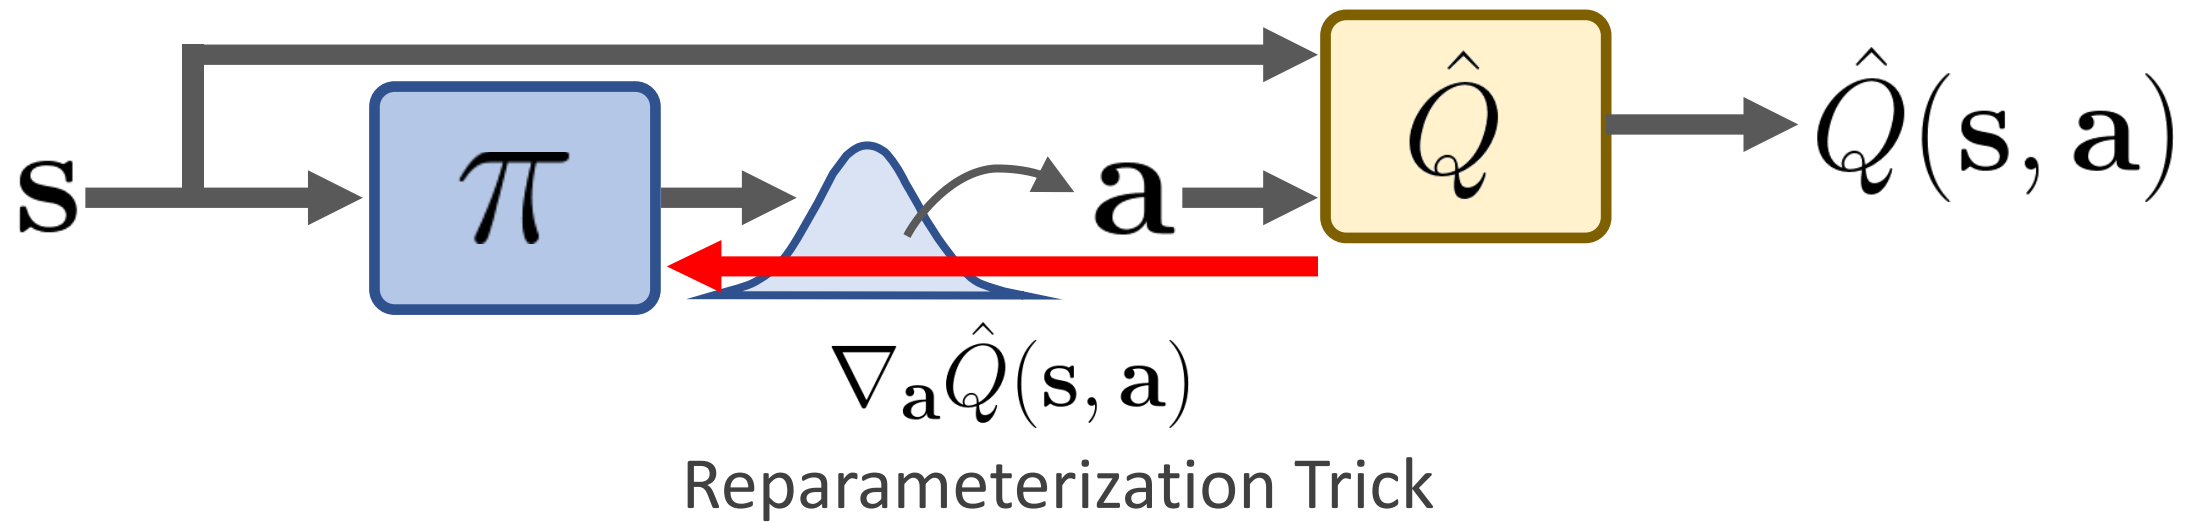 s
π
a
Q̂
Q̂(s, a)
∇ₐQ̂(s, a)
Reparameterization Trick